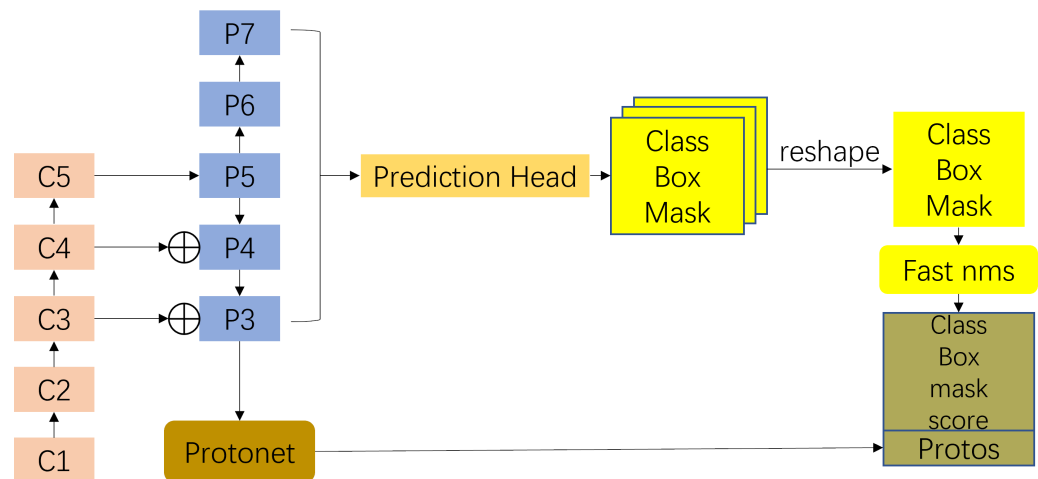 P7
P6
C5
P5
Prediction Head
Class
Box
Mask
reshape
Class
Box
Mask
C4
P4
Fast nms
C3
P3
Class
Box
mask
score
C2
Protonet
Protos
C1